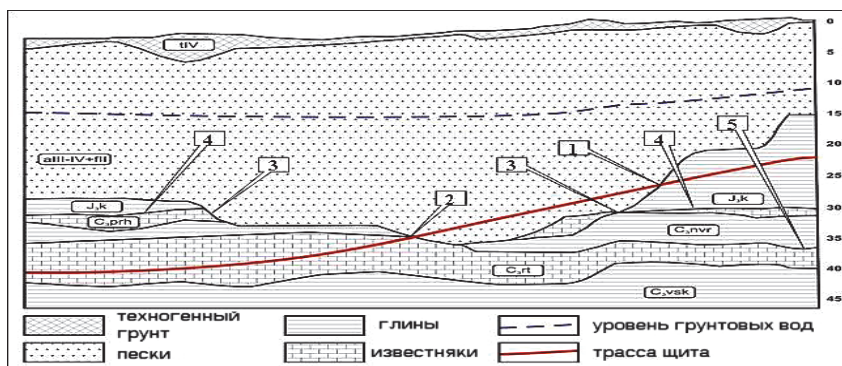 0
tIV
5
10
15
5
4
1
4
20
aIII-IV+fII
3
3
2
25
J₃k
J₃k
30
C₃prh
C₃nvr
35
C₃rt
40
C₃vsk
45
техногенный грунт
глины
уровень грунтовых вод
пески
известняки
трасса щита